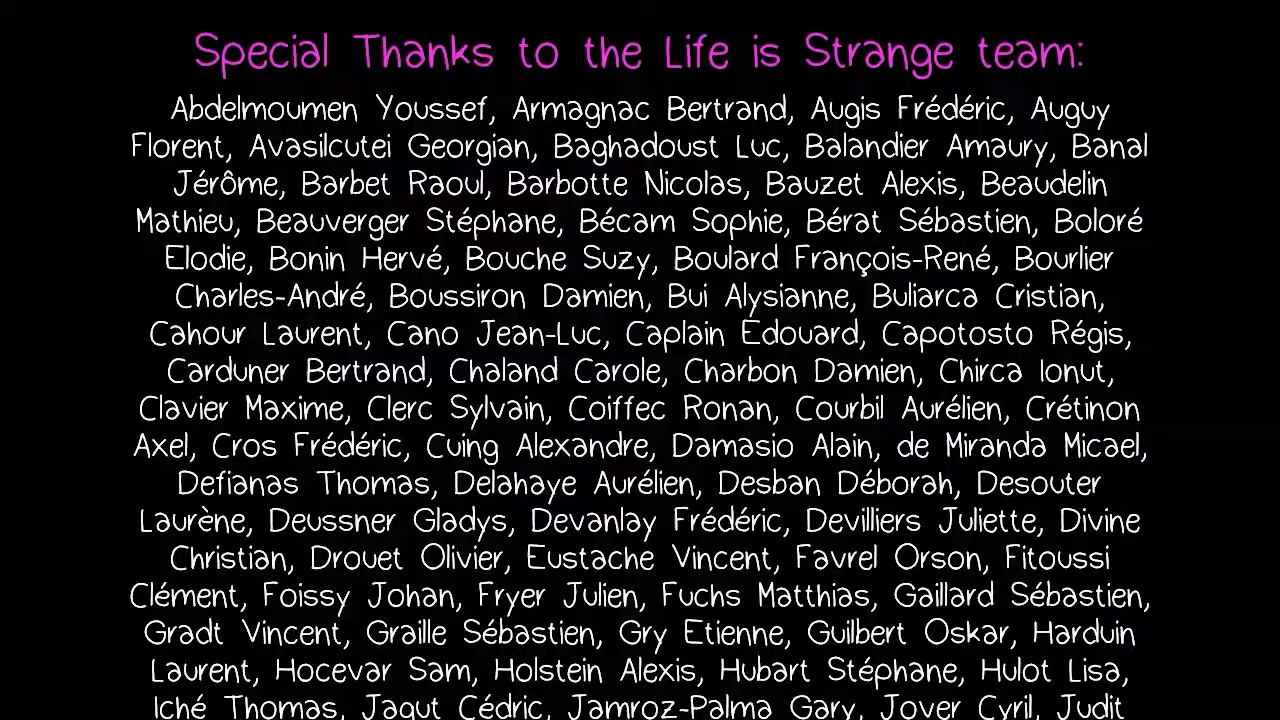 Special Thanks to the Life is Strange team:
Abdelmoumen Youssef, Armagnac Bertrand, Augis Frédéric, Auguy
Florent, Avasilcutei Georgian, Baghadoust Luc, Balandier Amaury, Banal
Jérôme, Barbet Raoul, Barbotte Nicolas, Bauzet Alexis, Beaudelin
Mathieu, Beauverger Stéphane, Bécam Sophie, Bérat Sébastien, Boloré
Elodie, Bonin Hervé, Bouche Suzy, Boulard François-René, Bourlier
Charles-André, Boussiron Damien, Bui Alysianne, Buliarca Cristian,
Cahour Laurent, Cano Jean-Luc, Caplain Edouard, Capotosto Régis,
Carduner Bertrand, Chaland Carole, Charbon Damien, Chirca Ionut,
Clavier Maxime, Clerc Sylvain, Coiffec Ronan, Courbil Aurélien, Crétinon
Axel, Cros Frédéric, Cuing Alexandre, Damasio Alain, de Miranda Micael,
Defianas Thomas, Delahaye Aurélien, Desban Déborah, Desouter
Laurène, Deussner Gladys, Devanlay Frédéric, Devilliers Juliette, Divine
Christian, Drouet Olivier, Eustache Vincent, Favrel Orson, Fitoussi
Clément, Foissy Johan, Fryer Julien, Fuchs Matthias, Gaillard Sébastien,
Gradt Vincent, Graille Sébastien, Gry Etienne, Guilbert Oskar, Harduin
Laurent, Hocevar Sam, Holstein Alexis, Hubart Stéphane, Hulot Lisa,
Iché Thomas, Jaqut Cédric, Jamroz-Palma Gary, Jover Cyril, Judit